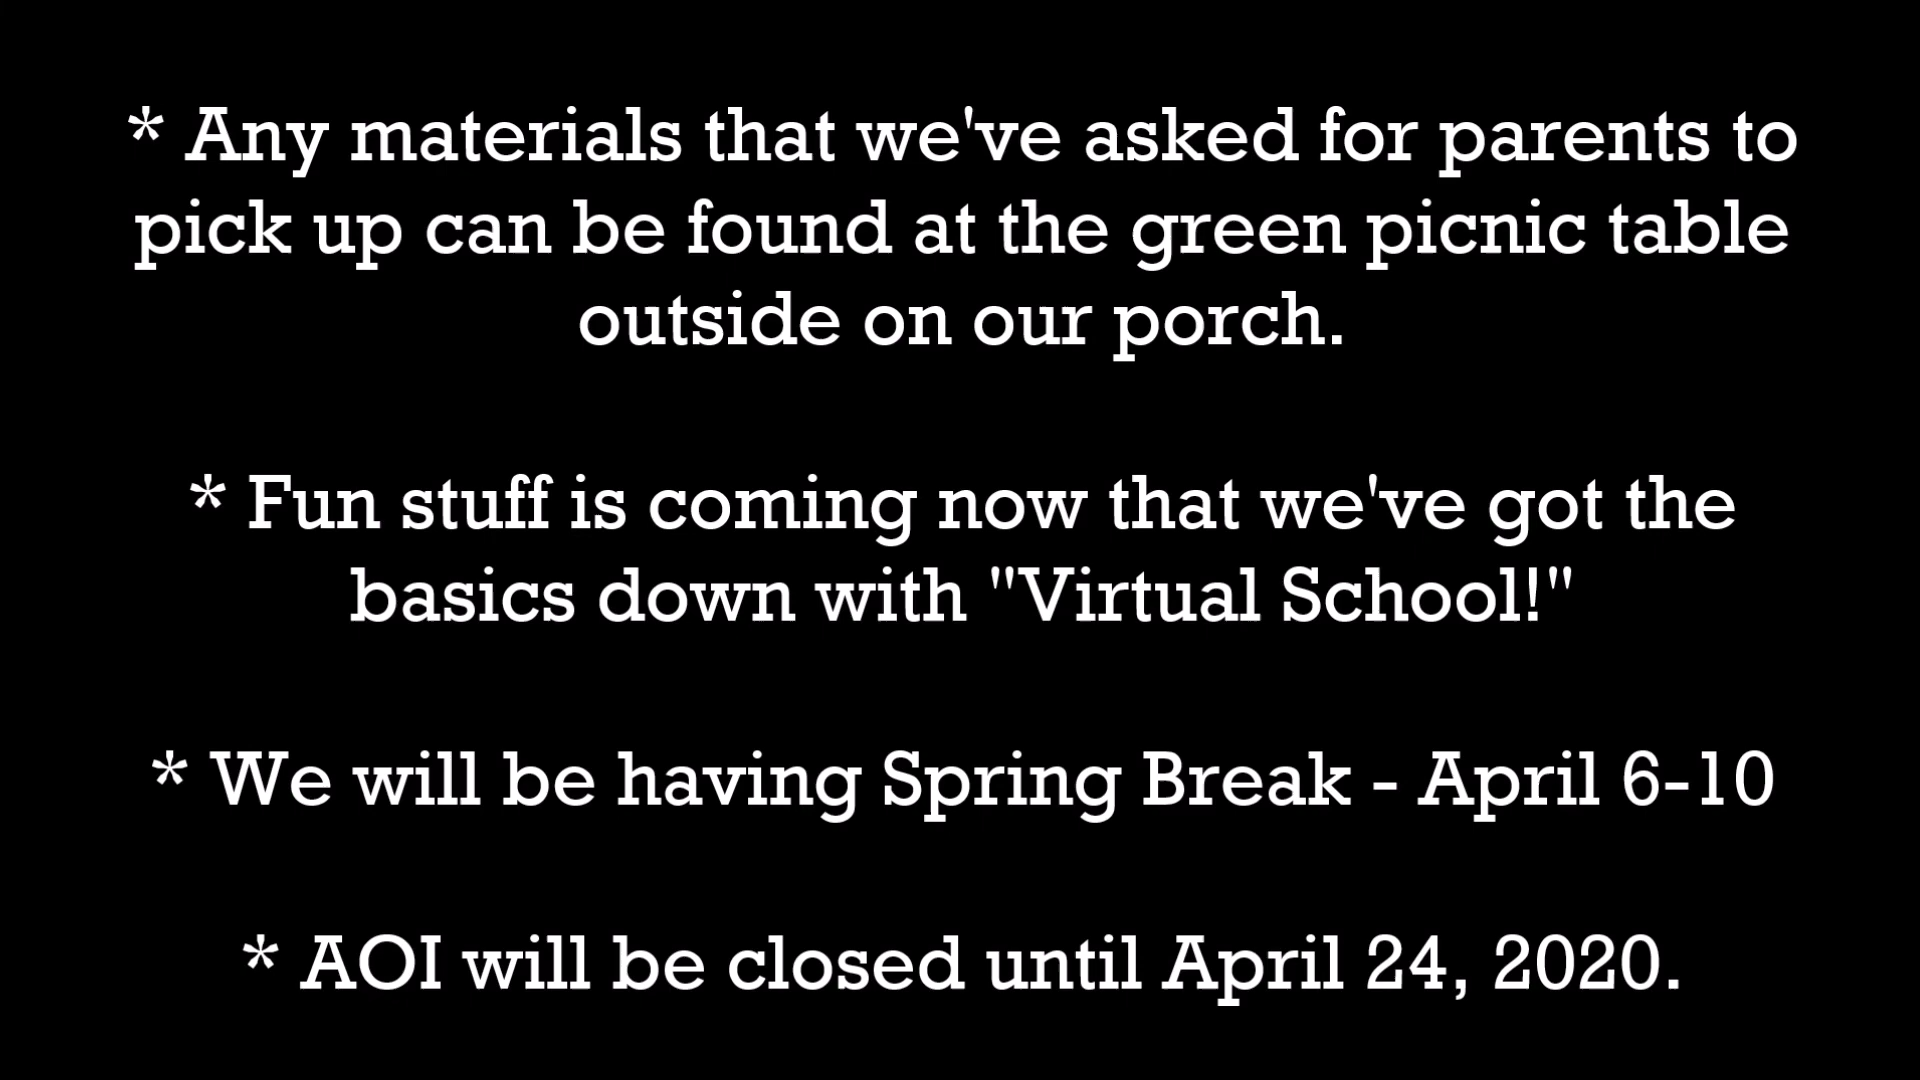 * Any materials that we've asked for parents to
pick up can be found at the green picnic table
outside on our porch.
* Fun stuff is coming now that we've got the
basics down with "Virtual School!"
* We will be having Spring Break - April 6-10
* AOI will be closed until April 24, 2020.